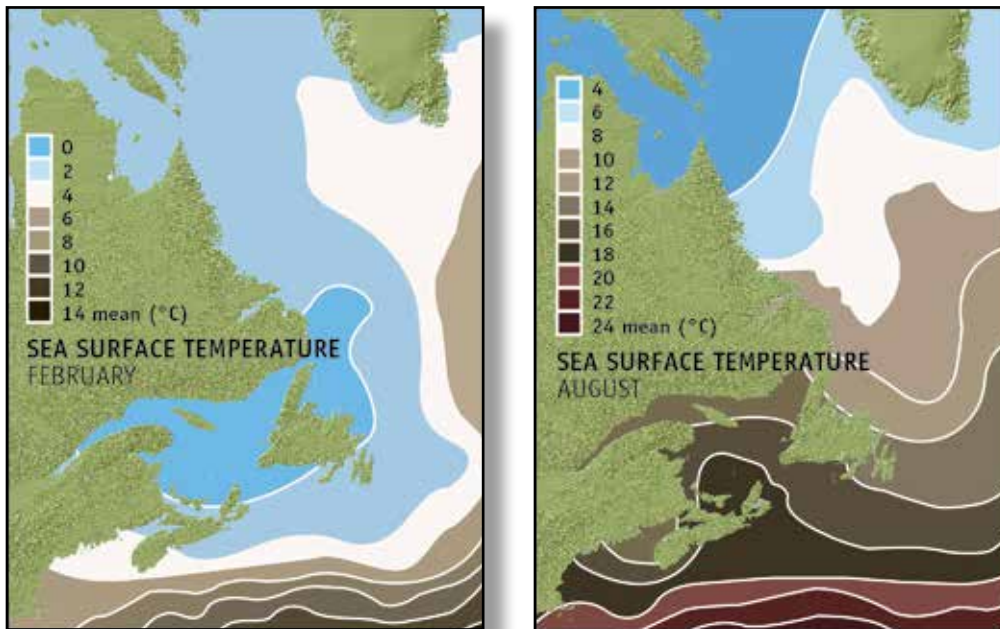 0
2
4
6
8
10
12
14 mean (°C)
SEA SURFACE TEMPERATURE
FEBRUARY
4
6
8
10
12
14
16
18
20
22
24 mean (°C)
SEA SURFACE TEMPERATURE
AUGUST